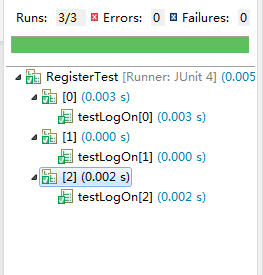 Runs: 3/3 Errors: 0 Failures: 0
RegisterTest [Runner: JUnit 4] (0.005
[0] (0.003 s)
testLogOn[0] (0.003 s)
[1] (0.000 s)
testLogOn[1] (0.000 s)
[2] (0.002 s)
testLogOn[2] (0.002 s)